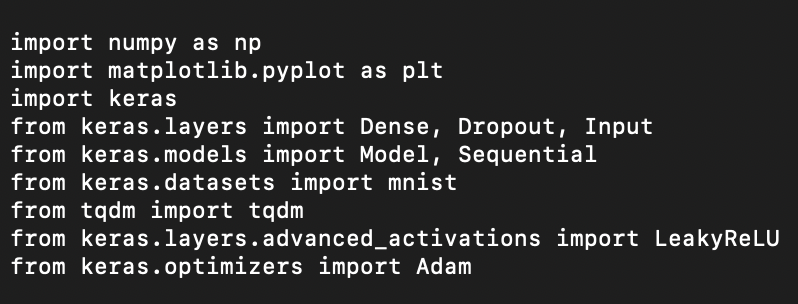 import numpy as np
import matplotlib.pyplot as plt
import keras
from keras.layers import Dense, Dropout, Input
from keras.models import Model, Sequential
from keras.datasets import mnist
from tqdm import tqdm
from keras.layers.advanced_activations import LeakyReLU
from keras.optimizers import Adam